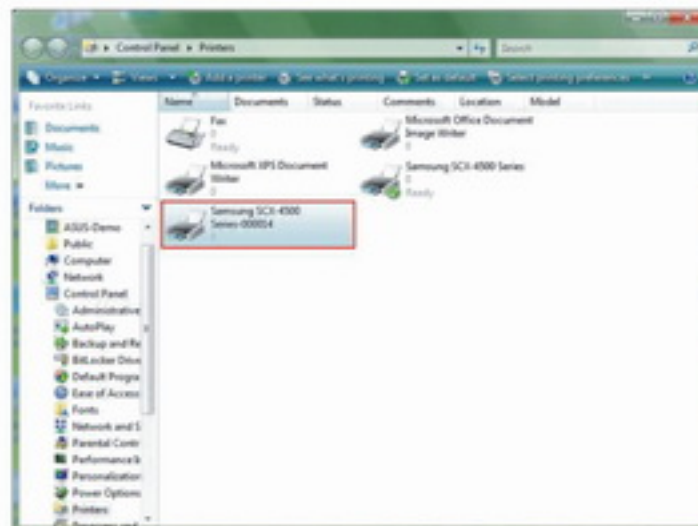 Control Panel ▸ Printers
Search
Organize
Views
Add a printer
See what's printing
Set as default
Select printing preferences
Favorite Links
Documents
Music
Pictures
More
Folders
ASUS-Demo
Public
Computer
Network
Control Panel
Administrative
AutoPlay
Backup and Re
BitLocker Drive
Default Progra
Ease of Access
Fonts
Network and S
Parental Contr
Performance
Personalization
Power Options
Printers
Name
Documents
Status
Comments
Location
Model
Fax
0
Ready
Microsoft Office Document
Image Writer
0
Microsoft XPS Document
Writer
0
Samsung SCX-4500 Series
0
Ready
Samsung SCX-4500
Series-000014